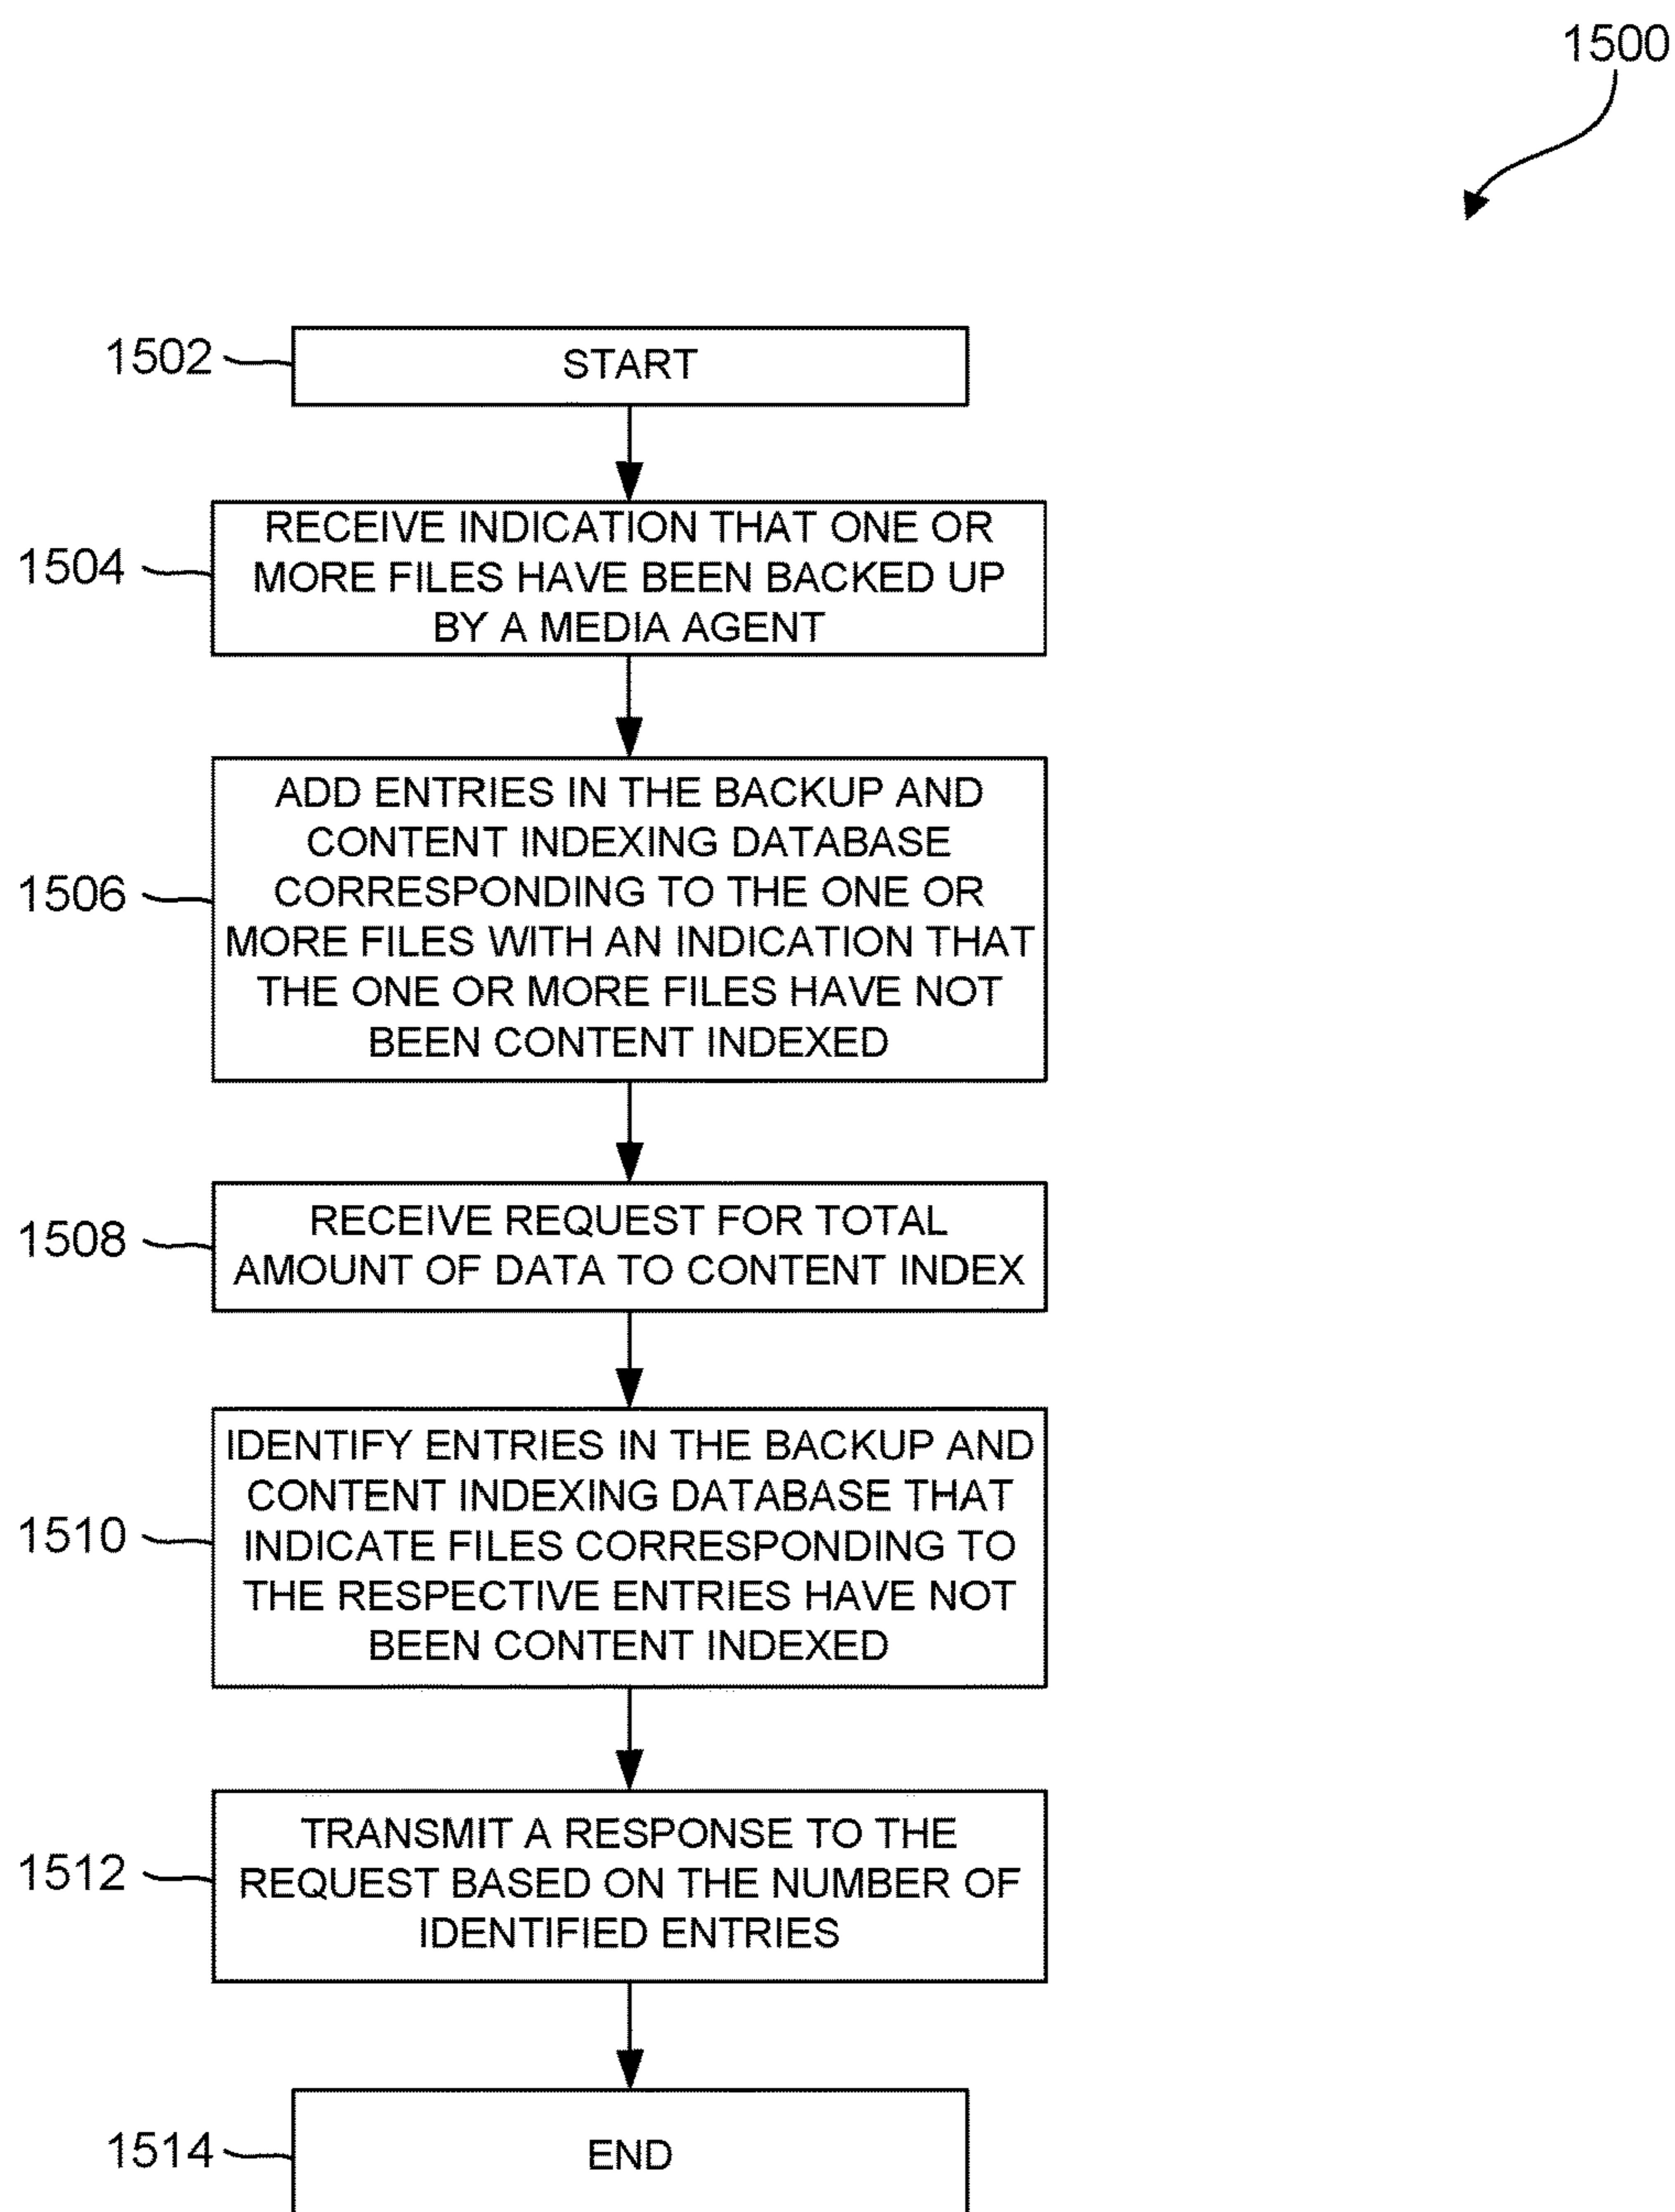 1500
1502
START
1504
RECEIVE INDICATION THAT ONE OR
MORE FILES HAVE BEEN BACKED UP
BY A MEDIA AGENT
1506
ADD ENTRIES IN THE BACKUP AND
CONTENT INDEXING DATABASE
CORRESPONDING TO THE ONE OR
MORE FILES WITH AN INDICATION THAT
THE ONE OR MORE FILES HAVE NOT
BEEN CONTENT INDEXED
1508
RECEIVE REQUEST FOR TOTAL
AMOUNT OF DATA TO CONTENT INDEX
1510
IDENTIFY ENTRIES IN THE BACKUP AND
CONTENT INDEXING DATABASE THAT
INDICATE FILES CORRESPONDING TO
THE RESPECTIVE ENTRIES HAVE NOT
BEEN CONTENT INDEXED
1512
TRANSMIT A RESPONSE TO THE
REQUEST BASED ON THE NUMBER OF
IDENTIFIED ENTRIES
1514
END